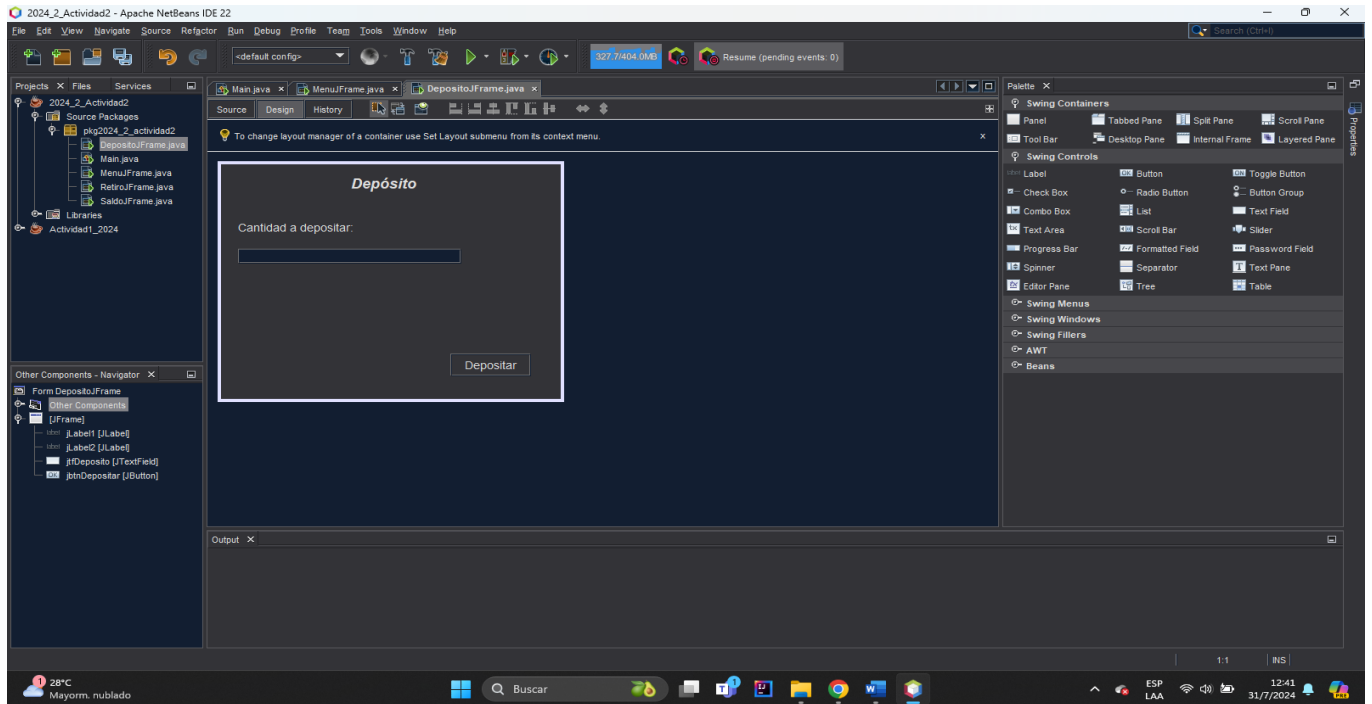 2024_2_Actividad2 - Apache NetBeans IDE 22
File Edit View Navigate Source Refactor Run Debug Profile Team Tools Window Help
Search (Ctrl+I)
<default config>
327.7/404.0MB
Resume (pending events: 0)
Projects Files Services
2024_2_Actividad2
Source Packages
pkg2024_2_actividad2
DepositoJFrame.java
Main.java
MenuJFrame.java
RetiroJFrame.java
SaldoJFrame.java
Libraries
Actividad1_2024
Other Components - Navigator
Form DepositoJFrame
Other Components
[JFrame]
jLabel1 [JLabel]
jLabel2 [JLabel]
jtfDeposito [JTextField]
jbtnDepositar [JButton]
Main.java MenuJFrame.java DepositoJFrame.java
Source Design History
To change layout manager of a container use Set Layout submenu from its context menu.
Depósito
Cantidad a depositar:
Depositar
Output
Palette
Swing Containers
Panel Tabbed Pane Split Pane Scroll Pane
Tool Bar Desktop Pane Internal Frame Layered Pane
Swing Controls
Label Button Toggle Button
Check Box Radio Button Button Group
Combo Box List Text Field
Text Area Scroll Bar Slider
Progress Bar Formatted Field Password Field
Spinner Separator Text Pane
Editor Pane Tree Table
Swing Menus
Swing Windows
Swing Fillers
AWT
Beans
Properties
1:1 INS
1
28°C
Mayorm. nublado
Buscar
1
ESP
LAA
12:41
31/7/2024